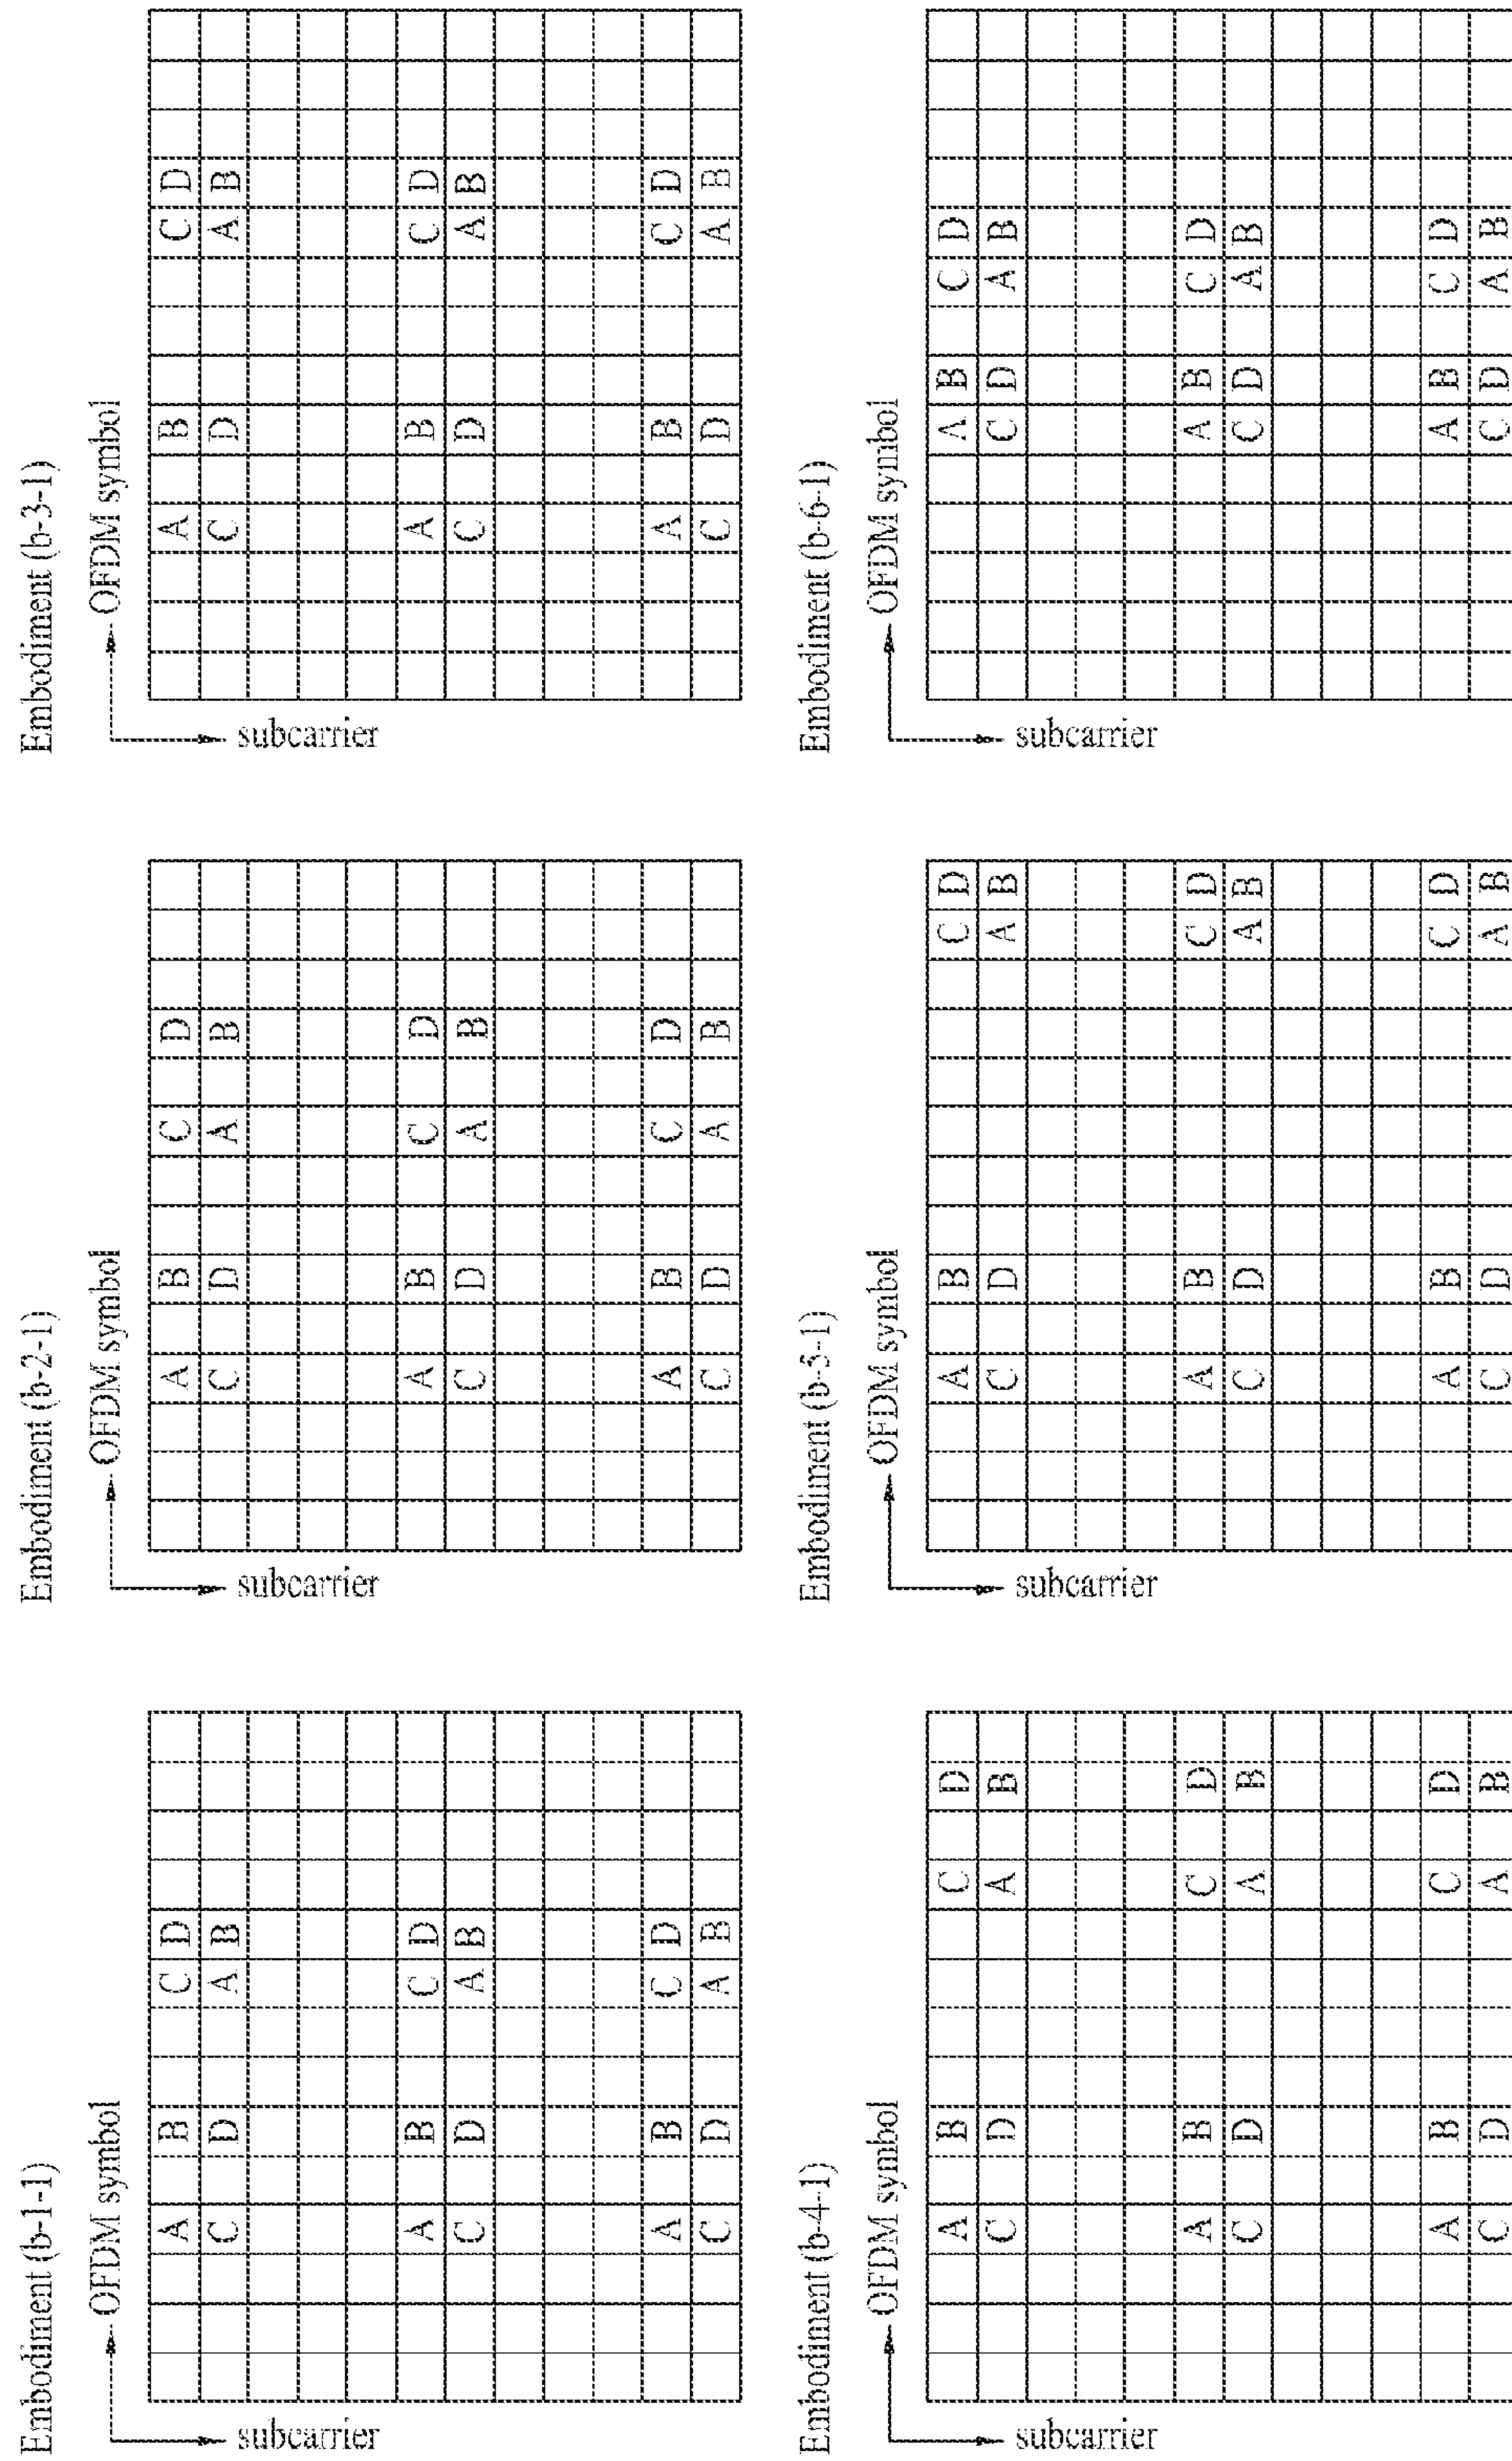 Embodiment (b-1-1)
OFDM symbol
subcarrier
A B C D
C D A B
A B C D
C D A B
A B C D
C D A B
Embodiment (b-2-1)
OFDM symbol
subcarrier
A B C D
C D A B
A B C D
C D A B
A B C D
C D A B
Embodiment (b-3-1)
OFDM symbol
subcarrier
A B C D
C D A B
A B C D
C D A B
A B C D
C D A B
Embodiment (b-4-1)
OFDM symbol
subcarrier
A B C D
C D A B
A B C D
C D A B
A B C D
C D A B
Embodiment (b-5-1)
OFDM symbol
subcarrier
A B C D
C D A B
A B C D
C D A B
A B C D
C D A B
Embodiment (b-6-1)
OFDM symbol
subcarrier
A B C D
C D A B
A B C D
C D A B
A B C D
C D A B